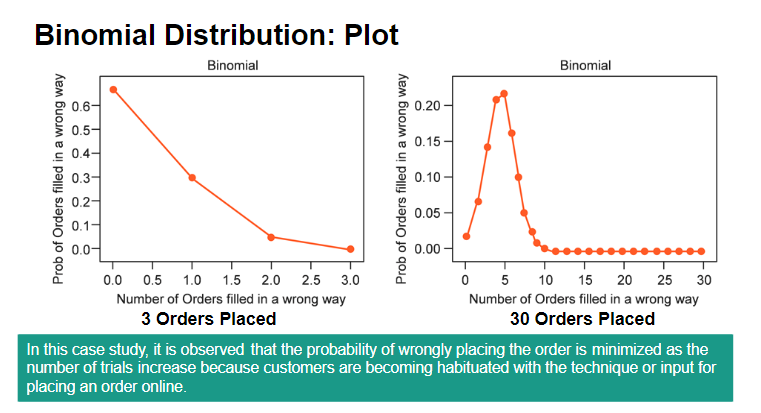 Binomial Distribution: Plot
Binomial
Prob of Orders filled in a wrong way
0.6
0.5
0.4
0.3
0.2
0.1
0.0
0.0 0.5 1.0 1.5 2.0 2.5 3.0
Number of Orders filled in a wrong way
3 Orders Placed
Binomial
Prob of Orders filled in a wrong way
0.20
0.15
0.10
0.05
0.00
0 5 10 15 20 25 30
Number of Orders filled in a wrong way
30 Orders Placed
In this case study, it is observed that the probability of wrongly placing the order is minimized as the
number of trials increase because customers are becoming habituated with the technique or input for
placing an order online.